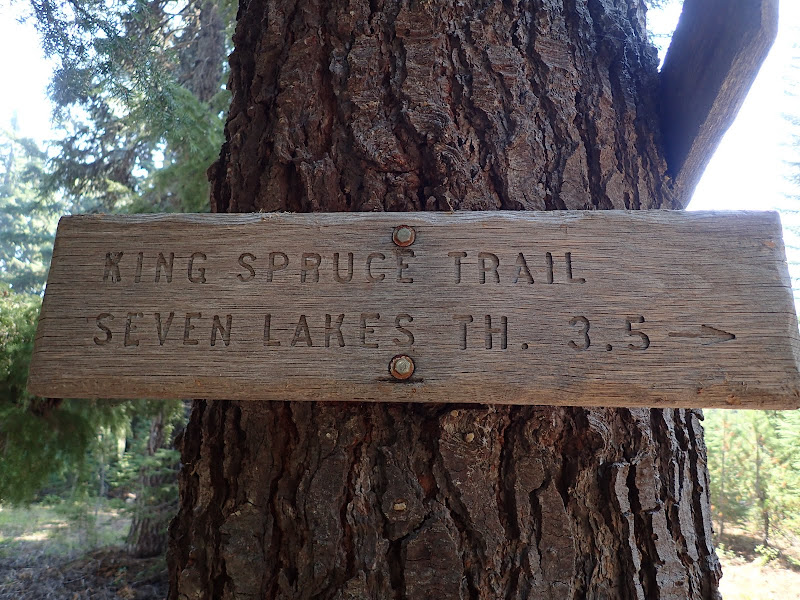 KING SPRUCE TRAIL
SEVEN LAKES TH. 3.5 →